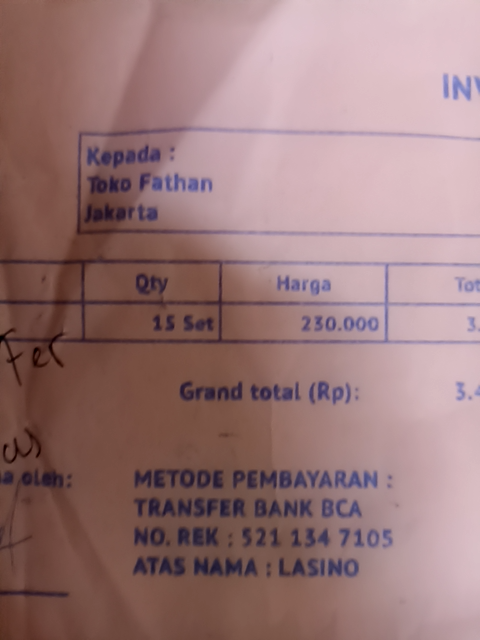 INV
Kepada :
Toko Fathan
Jakarta
Qty Harga Tot
15 Set 230.000 3.
Fer
Grand total (Rp): 3.4
as
a oleh:
METODE PEMBAYARAN :
TRANSFER BANK BCA
NO. REK : 521 134 7105
ATAS NAMA : LASINO